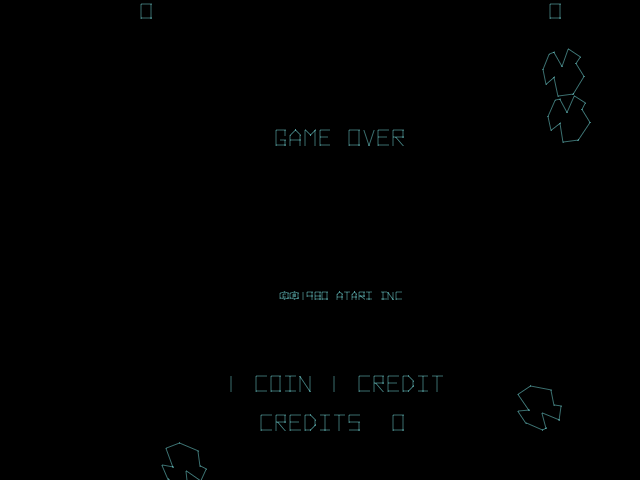 0 0
GAME OVER
©℗1980 ATARI INC
1 COIN 1 CREDIT
CREDITS 0